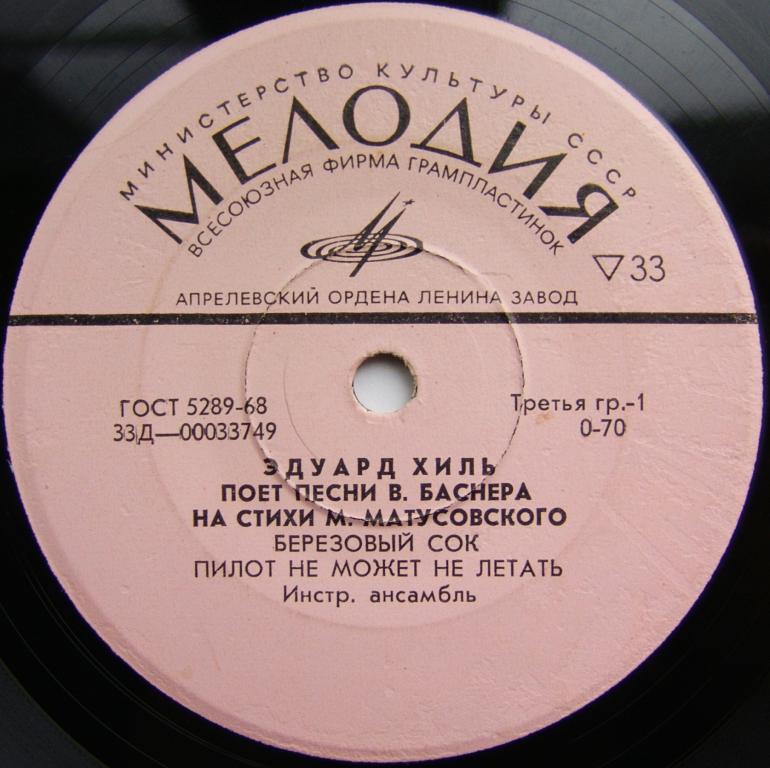 МИНИСТЕРСТВО КУЛЬТУРЫ СССР
МЕЛОДИЯ
ВСЕСОЮЗНАЯ ФИРМА ГРАМПЛАСТИНОК
▽33
АПРЕЛЕВСКИЙ ОРДЕНА ЛЕНИНА ЗАВОД
ГОСТ 5289-68
33Д—00033749
Третья гр.-1
0-70
ЭДУАРД ХИЛЬ
ПОЕТ ПЕСНИ В. БАСНЕРА
НА СТИХИ М. МАТУСОВСКОГО
БЕРЕЗОВЫЙ СОК
ПИЛОТ НЕ МОЖЕТ НЕ ЛЕТАТЬ
Инстр. ансамбль